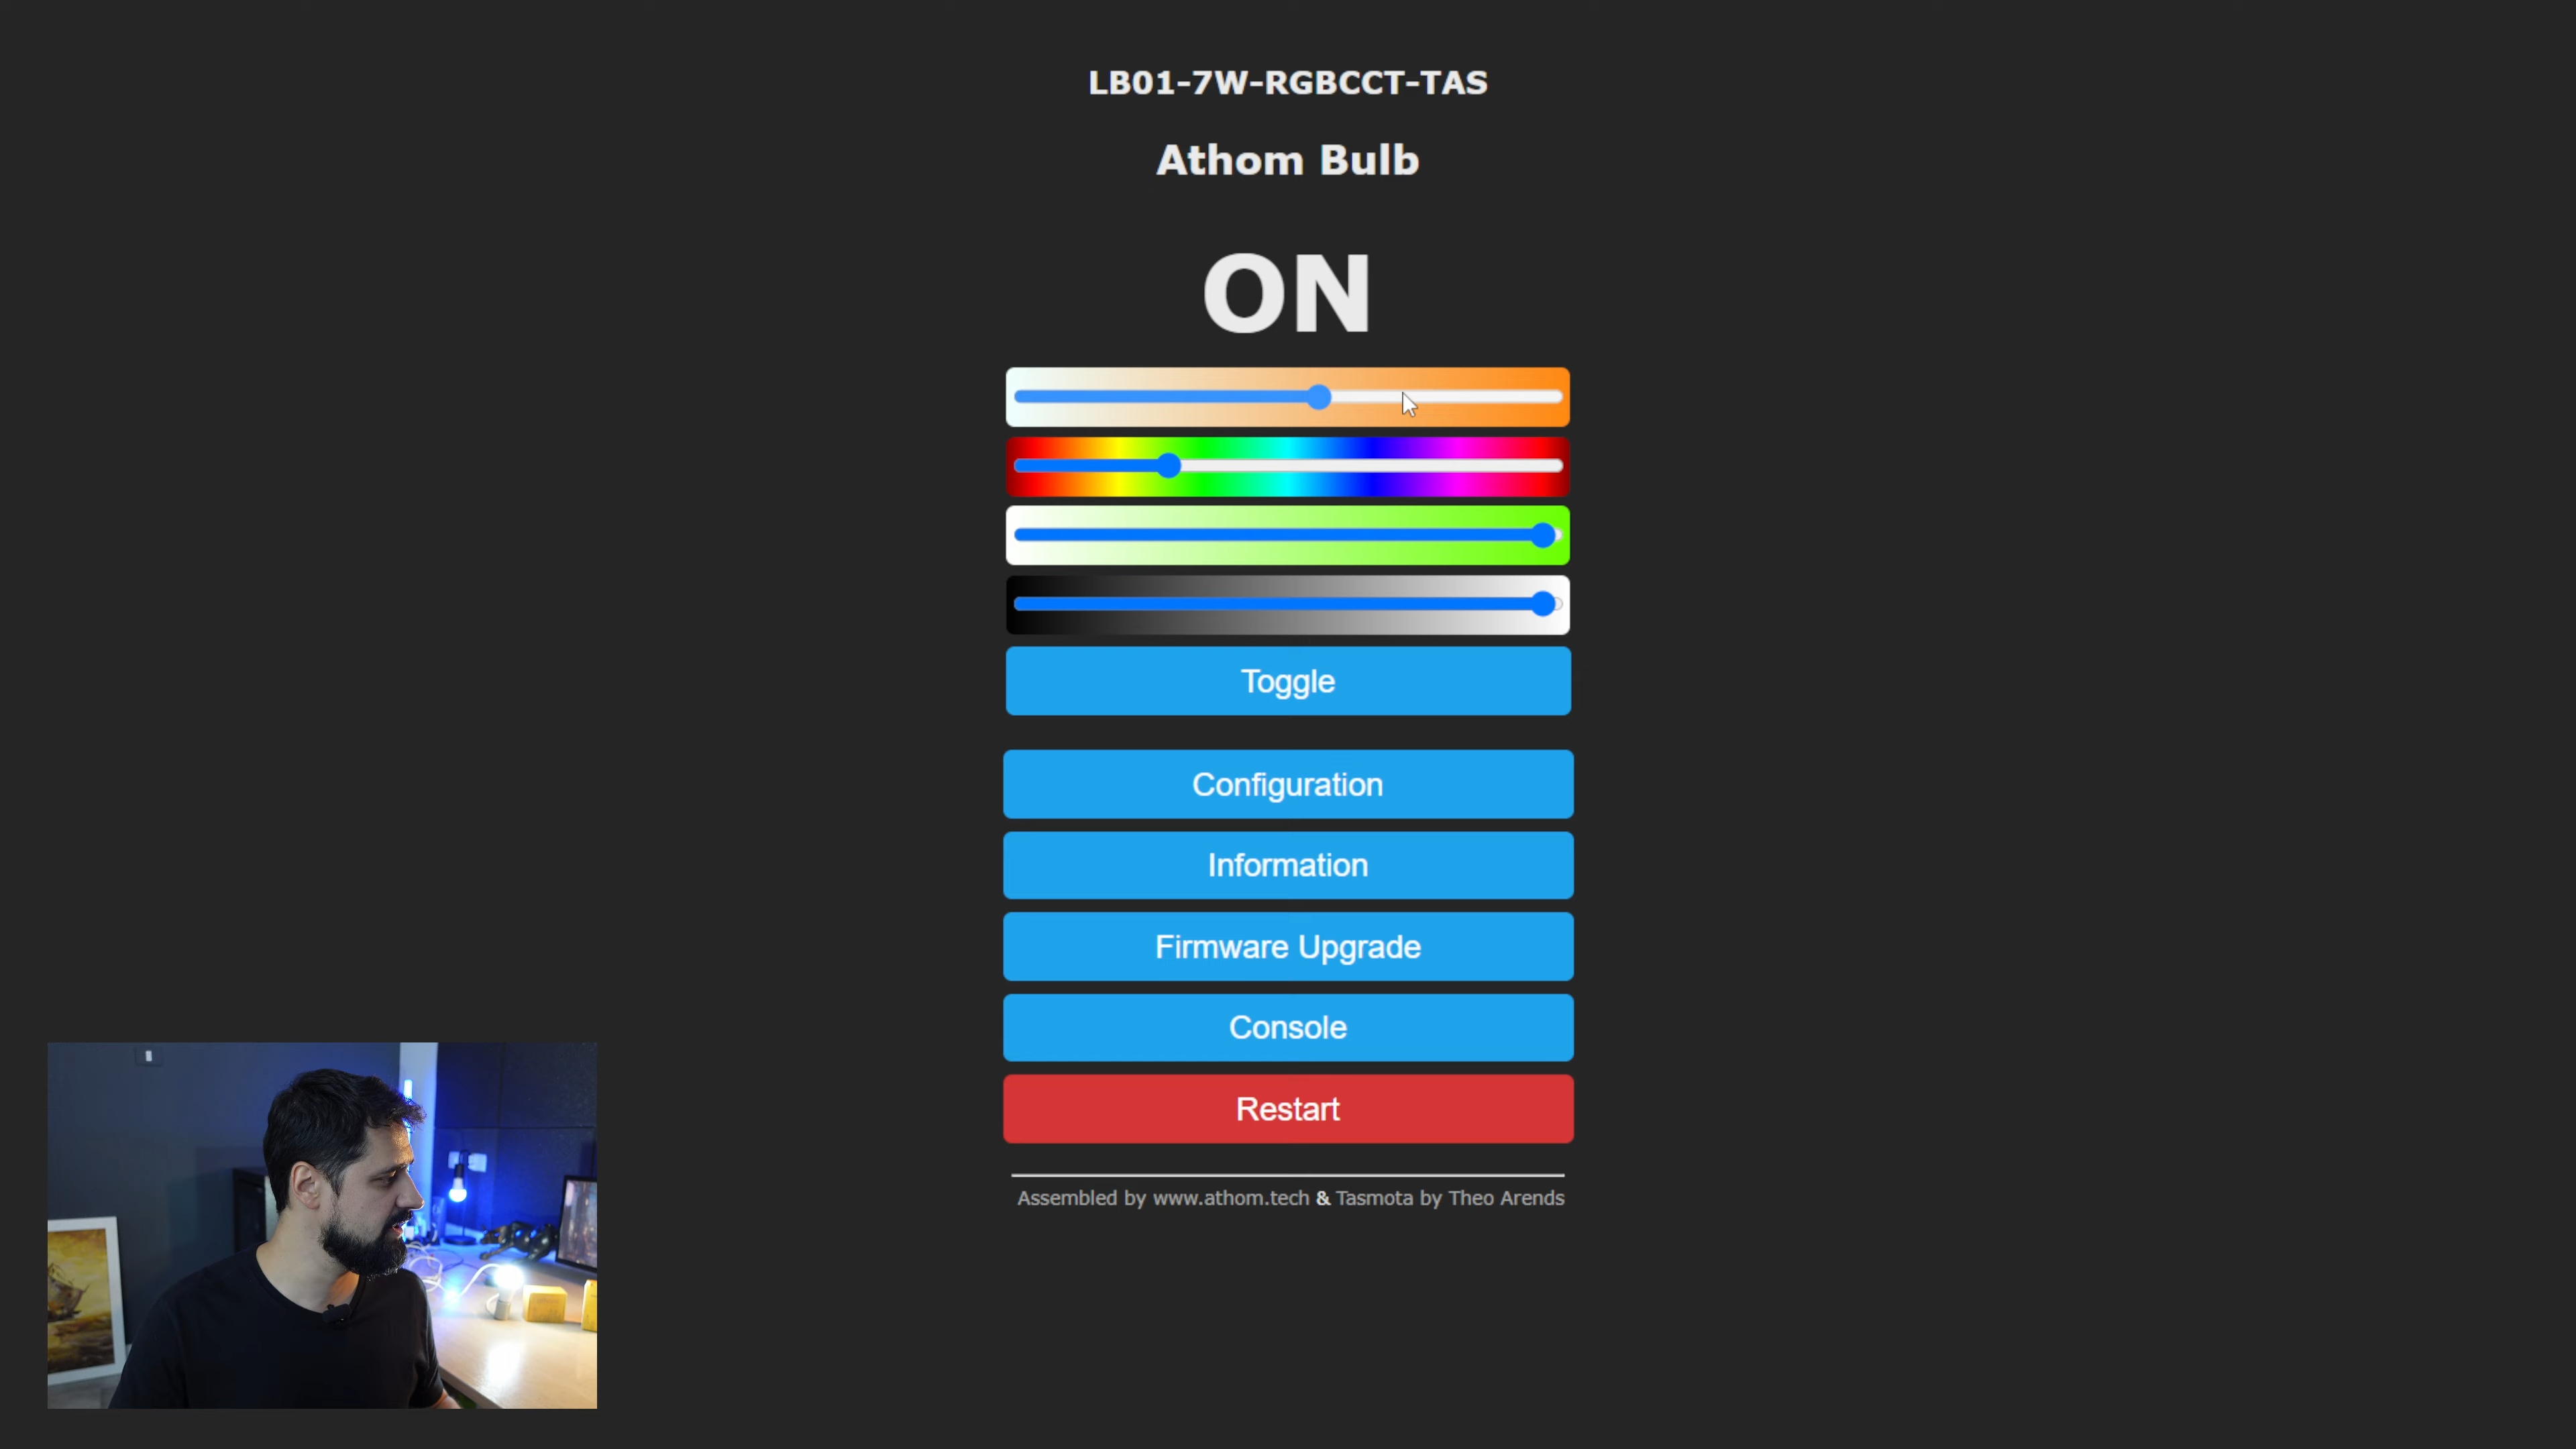 LB01-7W-RGBCCT-TAS
Athom Bulb
ON
Toggle
Configuration
Information
Firmware Upgrade
Console
Restart
Assembled by www.athom.tech & Tasmota by Theo Arends